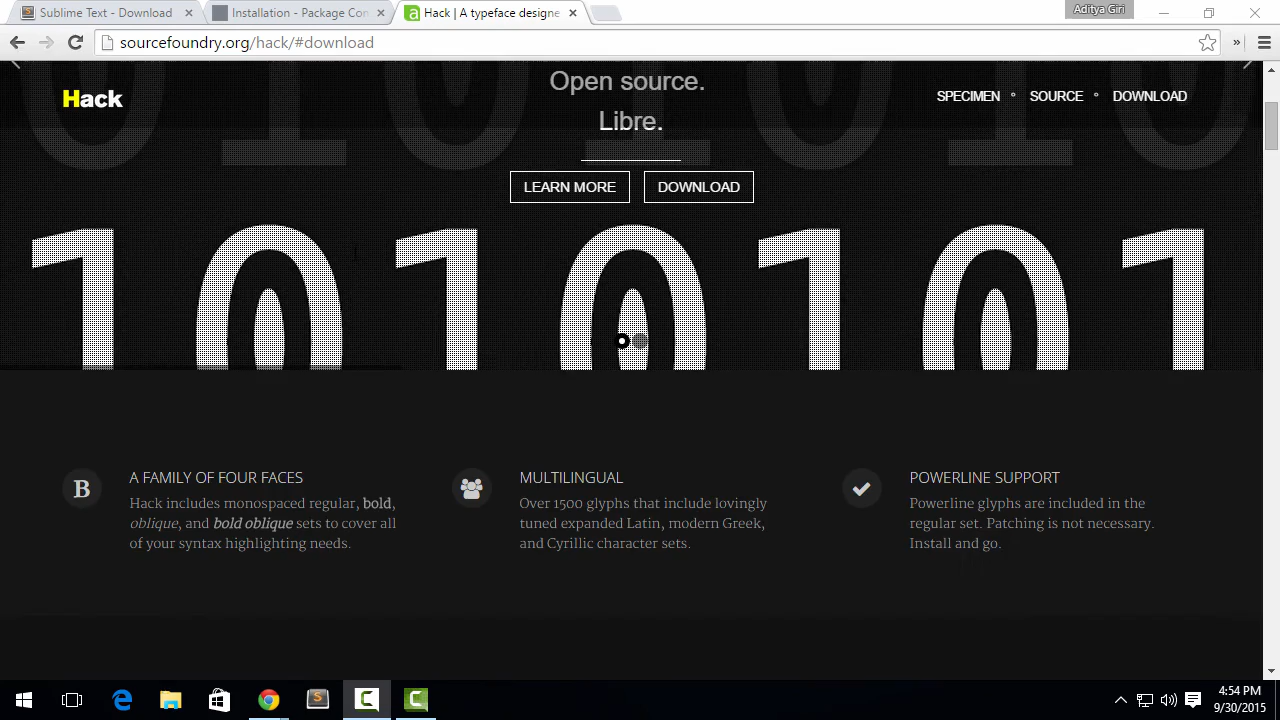 Sublime Text - Download
Installation - Package Con
Hack | A typeface designe
Aditya Giri
sourcefoundry.org/hack/#download
Hack
SPECIMEN
SOURCE
DOWNLOAD
Open source.
Libre.
LEARN MORE
DOWNLOAD
01010101
1010101
B
A FAMILY OF FOUR FACES
Hack includes monospaced regular, bold,
oblique, and bold oblique sets to cover all
of your syntax highlighting needs.
MULTILINGUAL
Over 1500 glyphs that include lovingly
tuned expanded Latin, modern Greek,
and Cyrillic character sets.
POWERLINE SUPPORT
Powerline glyphs are included in the
regular set. Patching is not necessary.
Install and go.
4:54 PM
9/30/2015